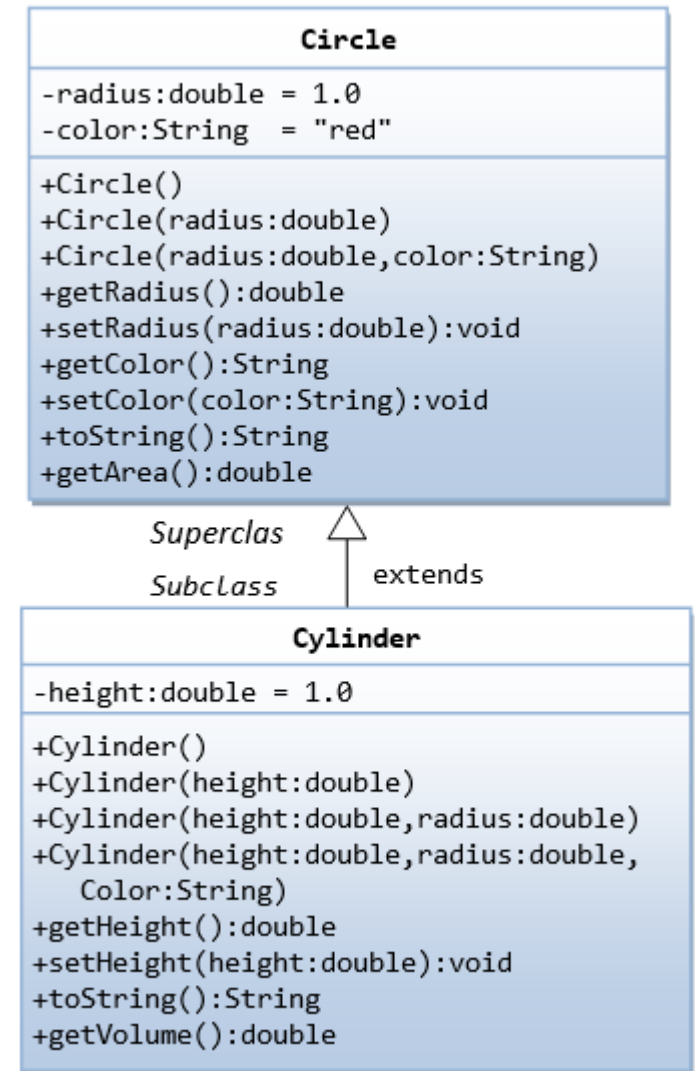 Circle
-radius:double = 1.0
-color:String  = "red"
+Circle()
+Circle(radius:double)
+Circle(radius:double,color:String)
+getRadius():double
+setRadius(radius:double):void
+getColor():String
+setColor(color:String):void
+toString():String
+getArea():double
Superclas
Subclass
extends
Cylinder
-height:double = 1.0
+Cylinder()
+Cylinder(height:double)
+Cylinder(height:double,radius:double)
+Cylinder(height:double,radius:double,
Color:String)
+getHeight():double
+setHeight(height:double):void
+toString():String
+getVolume():double